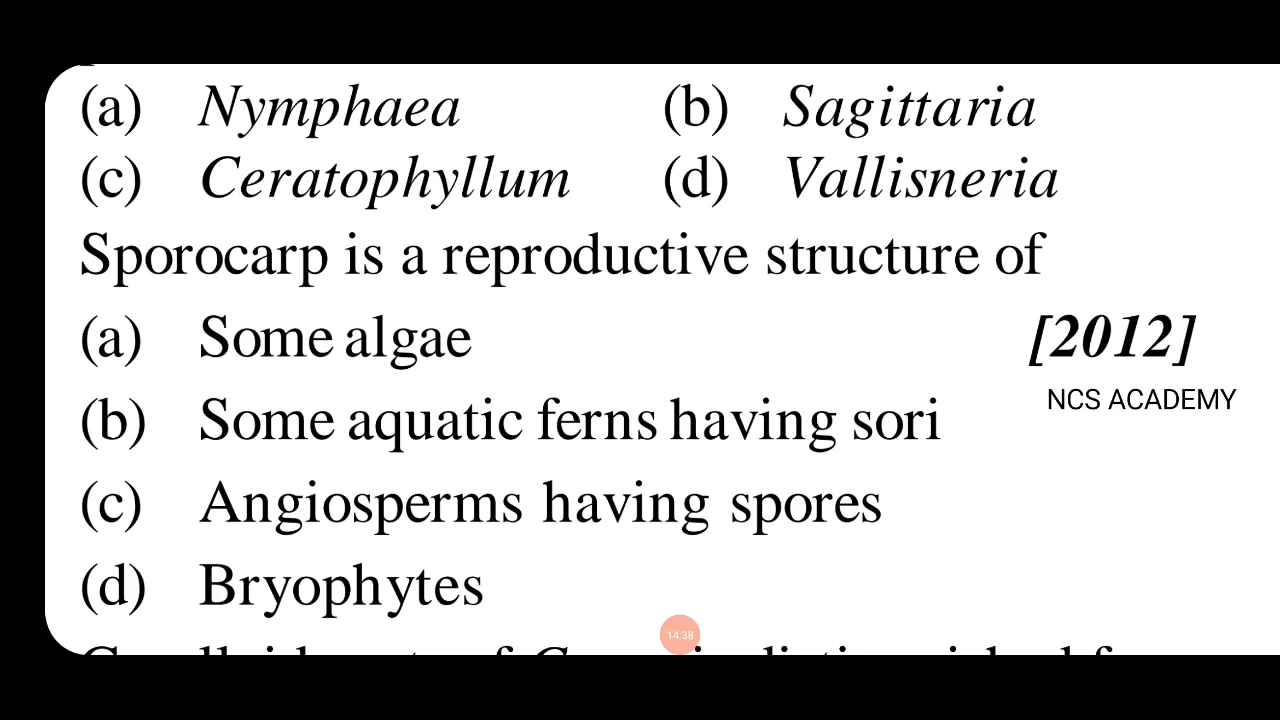 (a) Nymphaea (b) Sagittaria
(c) Ceratophyllum (d) Vallisneria
Sporocarp is a reproductive structure of
(a) Some algae [2012]
NCS ACADEMY
(b) Some aquatic ferns having sori
(c) Angiosperms having spores
(d) Bryophytes
14:38